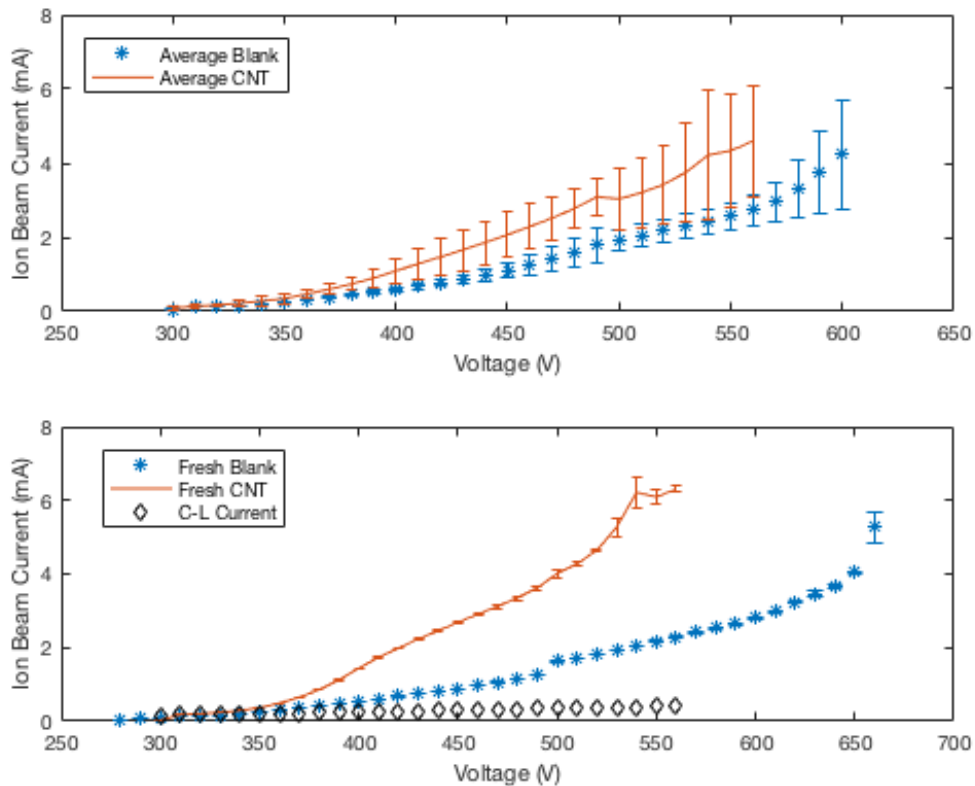 8
6
4
2
0
Ion Beam Current (mA)
Average Blank
Average CNT
250 300 350 400 450 500 550 600 650
Voltage (V)
8
6
4
2
0
Ion Beam Current (mA)
Fresh Blank
Fresh CNT
C-L Current
250 300 350 400 450 500 550 600 650 700
Voltage (V)